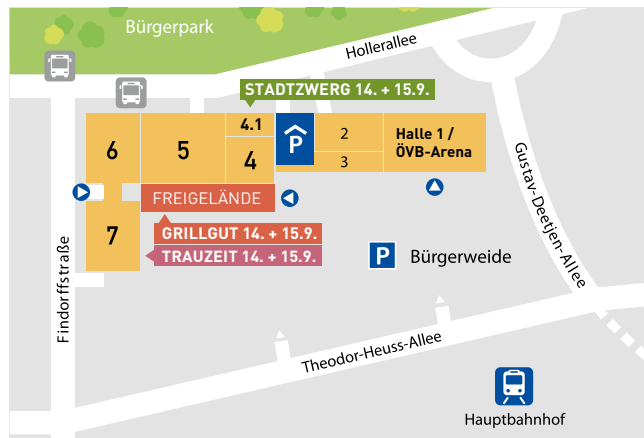 Bürgerpark
Hollerallee
STADTZWERG 14. + 15.9.
4.1
6
5
4
P
2
3
Halle 1 /
ÖVB-Arena
FREIGELÄNDE
7
GRILLGUT 14. + 15.9.
TRAUZEIT 14. + 15.9.
P
Bürgerweide
Gustav-Deetjen-Allee
Findorffstraße
Theodor-Heuss-Allee
Hauptbahnhof